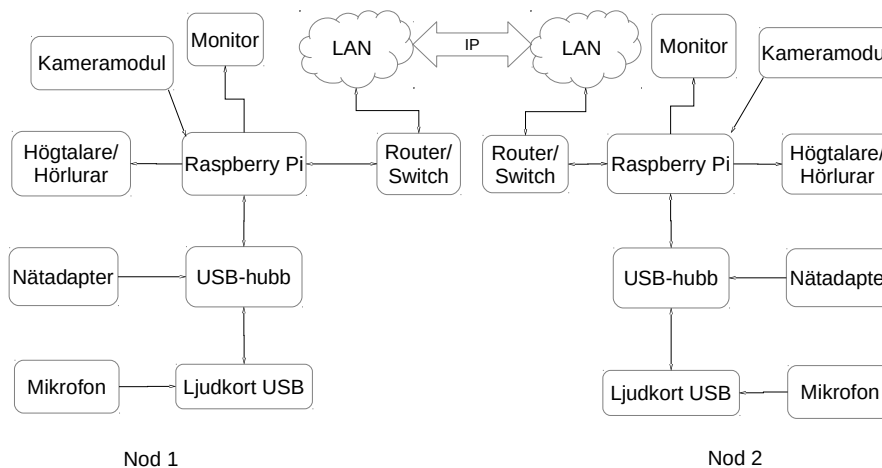 Monitor
LAN
IP
LAN
Monitor
Kameramodul
Kameramodul
Högtalare/
Hörlurar
Raspberry Pi
Router/
Switch
Router/
Switch
Raspberry Pi
Högtalare/
Hörlurar
Nätadapter
USB-hubb
USB-hubb
Nätadapte
Mikrofon
Ljudkort USB
Ljudkort USB
Mikrofon
Nod 1
Nod 2